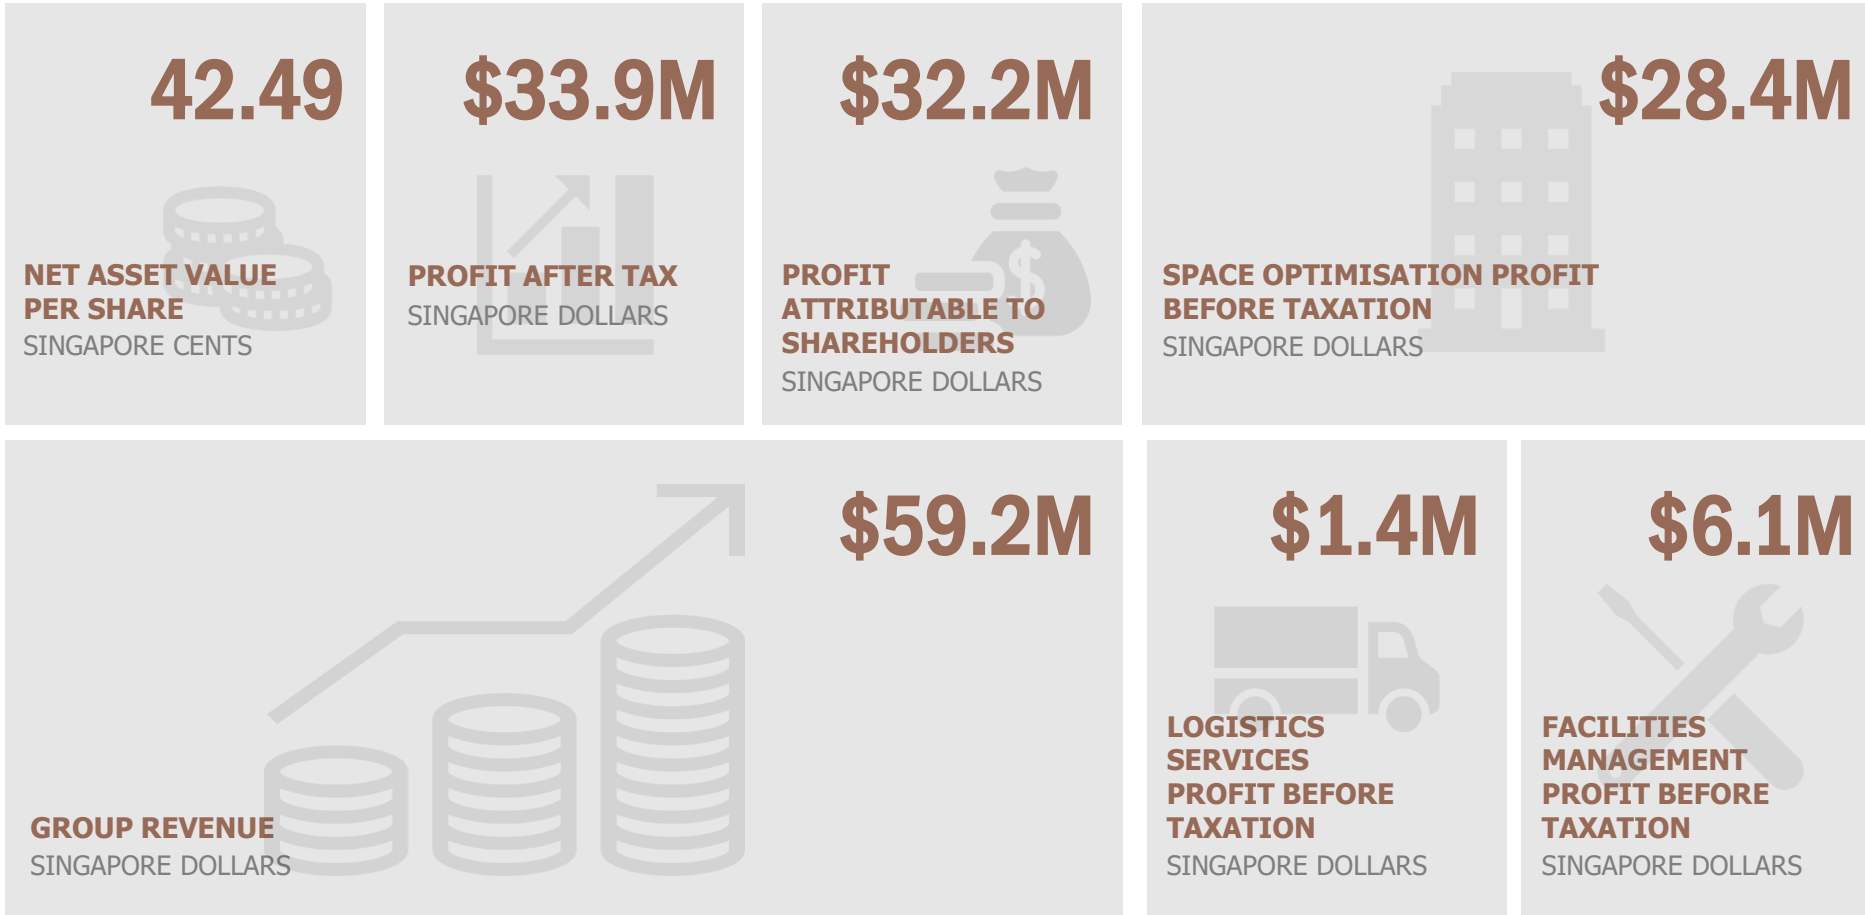 42.49
NET ASSET VALUE
PER SHARE
SINGAPORE CENTS
$33.9M
PROFIT AFTER TAX
SINGAPORE DOLLARS
$32.2M
PROFIT
ATTRIBUTABLE TO
SHAREHOLDERS
SINGAPORE DOLLARS
$28.4M
SPACE OPTIMISATION PROFIT
BEFORE TAXATION
SINGAPORE DOLLARS
$59.2M
GROUP REVENUE
SINGAPORE DOLLARS
$1.4M
LOGISTICS
SERVICES
PROFIT BEFORE
TAXATION
SINGAPORE DOLLARS
$6.1M
FACILITIES
MANAGEMENT
PROFIT BEFORE
TAXATION
SINGAPORE DOLLARS